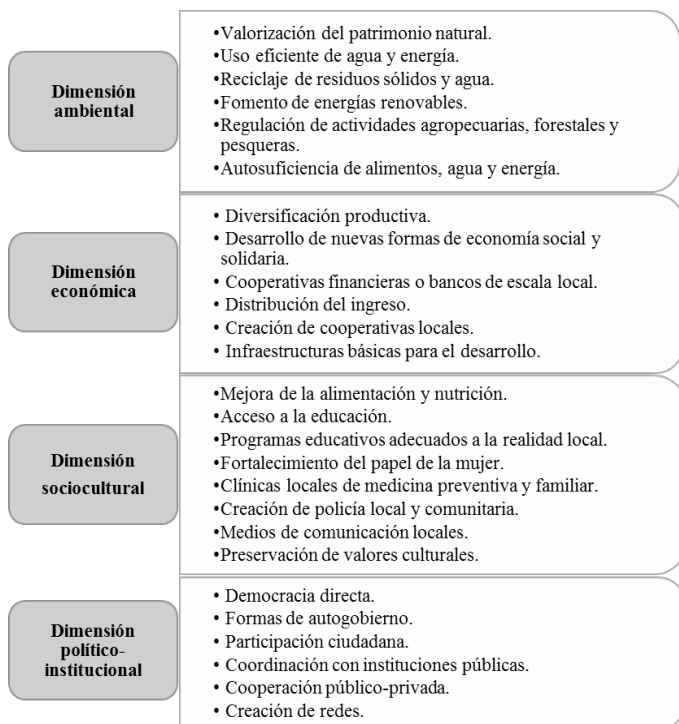 Dimensión
ambiental
•Valorización del patrimonio natural.
•Uso eficiente de agua y energía.
•Reciclaje de residuos sólidos y agua.
•Fomento de energías renovables.
•Regulación de actividades agropecuarias, forestales y
pesqueras.
•Autosuficiencia de alimentos, agua y energía.
Dimensión
económica
• Diversificación productiva.
• Desarrollo de nuevas formas de economía social y
solidaria.
• Cooperativas financieras o bancos de escala local.
• Distribución del ingreso.
• Creación de cooperativas locales.
• Infraestructuras básicas para el desarrollo.
Dimensión
sociocultural
•Mejora de la alimentación y nutrición.
•Acceso a la educación.
•Programas educativos adecuados a la realidad local.
•Fortalecimiento del papel de la mujer.
•Clínicas locales de medicina preventiva y familiar.
•Creación de policía local y comunitaria.
•Medios de comunicación locales.
•Preservación de valores culturales.
Dimensión
político-
institucional
• Democracia directa.
• Formas de autogobierno.
• Participación ciudadana.
• Coordinación con instituciones públicas.
• Cooperación público-privada.
• Creación de redes.